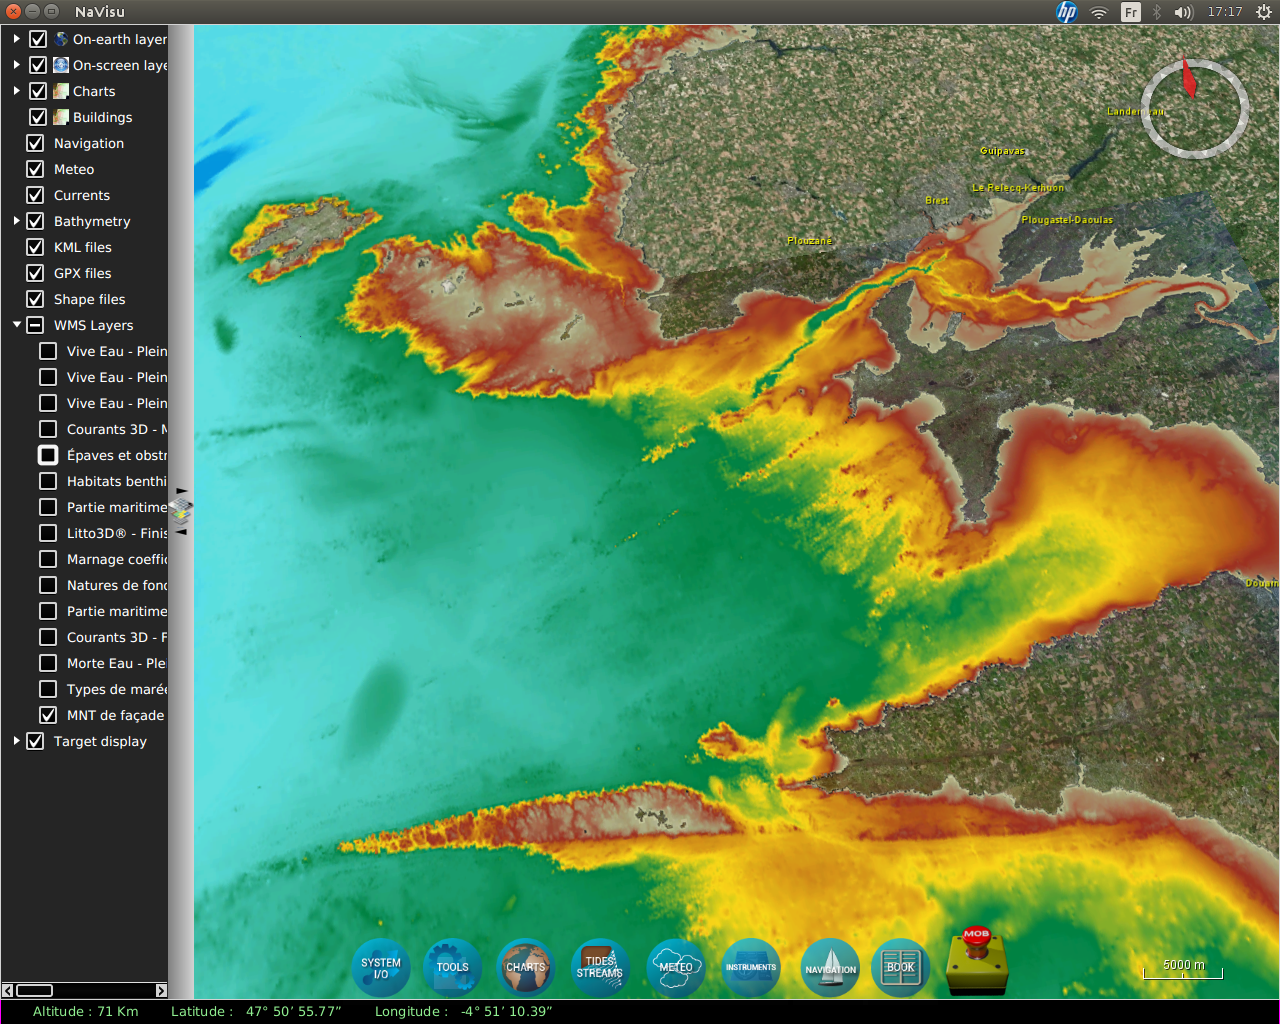 NaVisu
hp
Fr
17:17
On-earth layer
On-screen laye
Charts
Buildings
Navigation
Meteo
Currents
Bathymetry
KML files
GPX files
Shape files
WMS Layers
Vive Eau - Plein
Vive Eau - Plein
Vive Eau - Plein
Courants 3D - M
Épaves et obstr
Habitats benthi
Partie maritime
Litto3D® - Finis
Marnage coeffic
Natures de fond
Partie maritime
Courants 3D - F
Morte Eau - Ple
Types de marée
MNT de façade
Target display
Landerneau
Guipavas
Le Relecq-Kerhuon
Brest
Plougastel-Daoulas
Plouzané
Douarn
SYSTEM
I/O
TOOLS
CHARTS
TIDES
STREAMS
METEO
INSTRUMENTS
NAVIGATION
BOOK
MOB
5000 m
Altitude : 71 Km Latitude : 47° 50’ 55.77” Longitude : -4° 51’ 10.39”